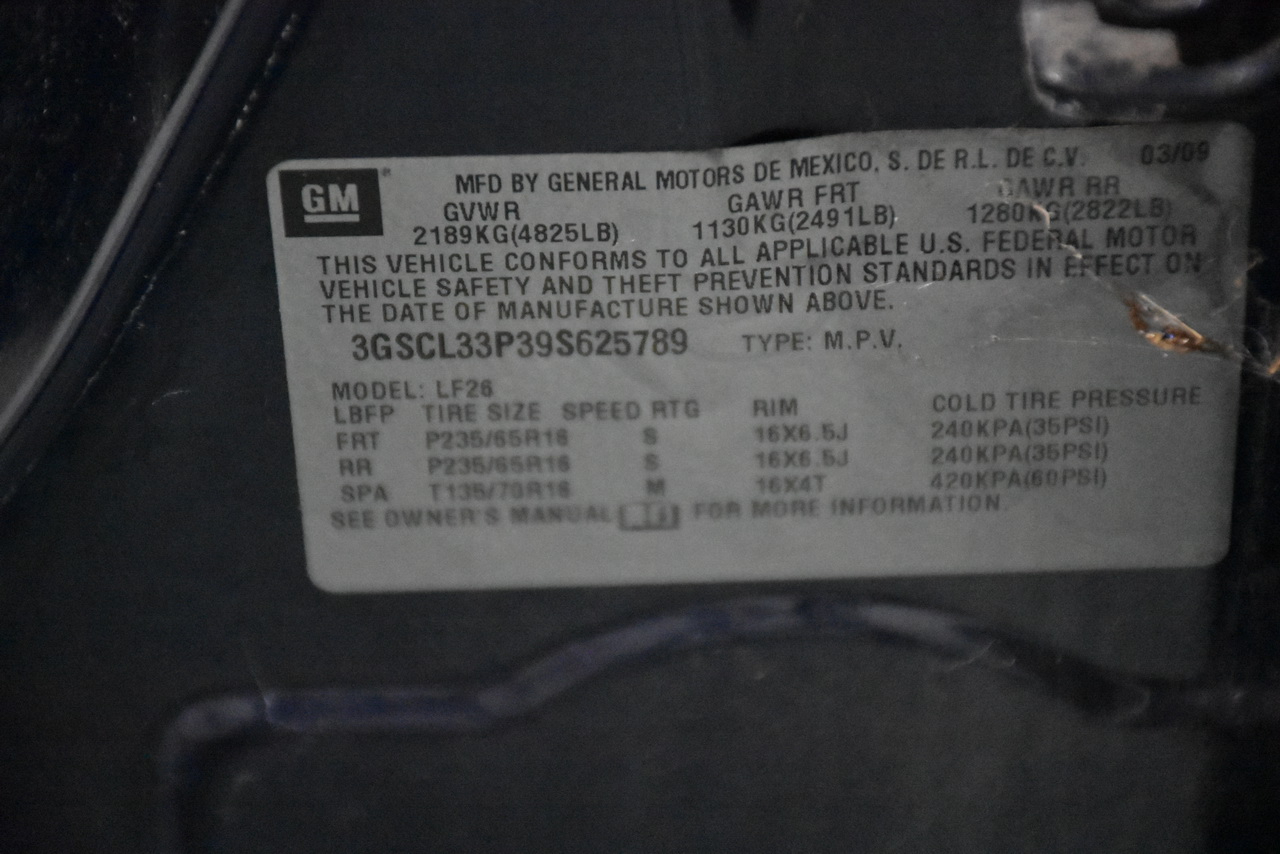 GM
MFD BY GENERAL MOTORS DE MEXICO, S. DE R.L. DE C.V. 03/09
GVWR GAWR FRT GAWR RR
2189KG(4825LB) 1130KG(2491LB) 1280KG(2822LB)
THIS VEHICLE CONFORMS TO ALL APPLICABLE U.S. FEDERAL MOTOR
VEHICLE SAFETY AND THEFT PREVENTION STANDARDS IN EFFECT ON
THE DATE OF MANUFACTURE SHOWN ABOVE.
3GSCL33P39S625789 TYPE: M.P.V.
MODEL: LF26
LBFP TIRE SIZE SPEED RTG RIM COLD TIRE PRESSURE
FRT P235/65R16 S 16X6.5J 240KPA(35PSI)
RR P235/65R16 S 16X6.5J 240KPA(35PSI)
SPA T135/70R16 M 16X4T 420KPA(60PSI)
SEE OWNER'S MANUAL FOR MORE INFORMATION.